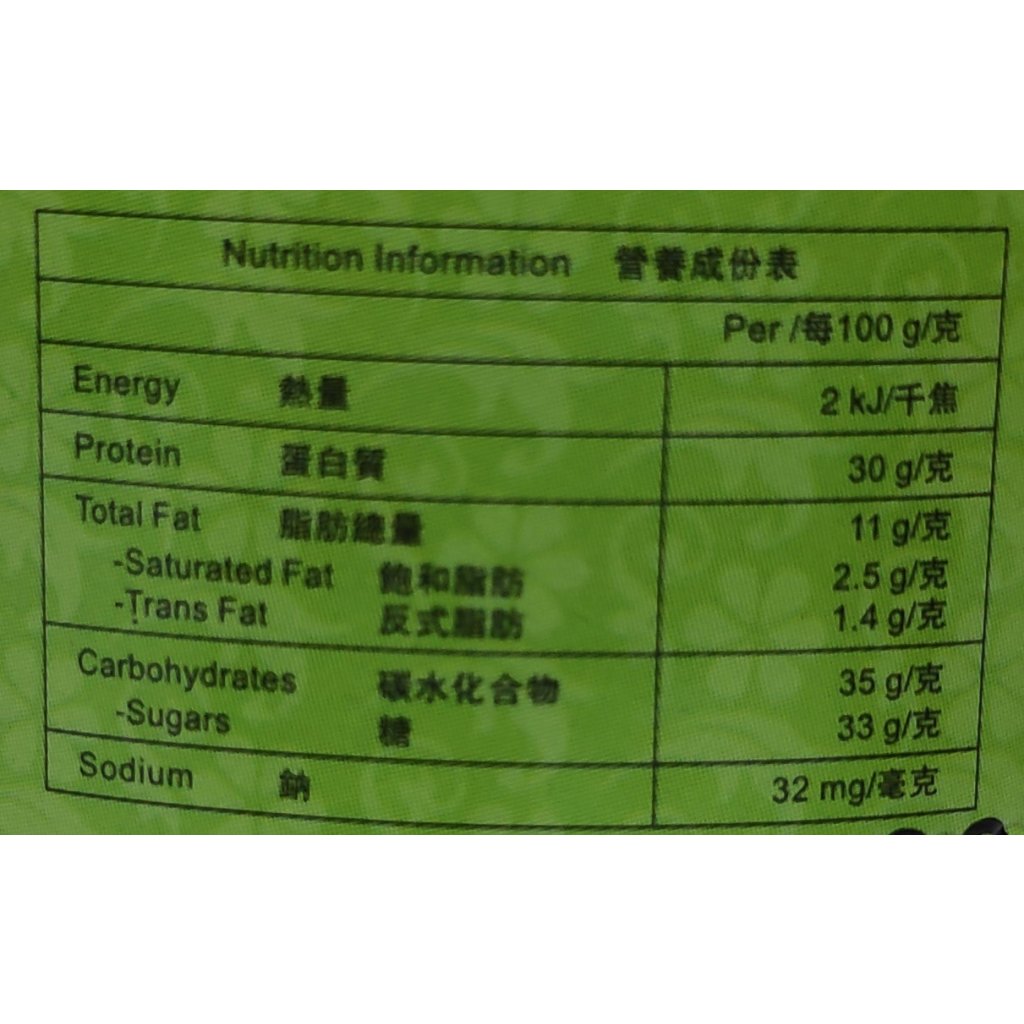 Nutrition Information 營養成份表
Per /每100 g/克
Energy 熱量 2 kJ/千焦
Protein 蛋白質 30 g/克
Total Fat 脂肪總量 11 g/克
-Saturated Fat 飽和脂肪 2.5 g/克
-Trans Fat 反式脂肪 1.4 g/克
Carbohydrates 碳水化合物 35 g/克
-Sugars 糖 33 g/克
Sodium 鈉 32 mg/毫克